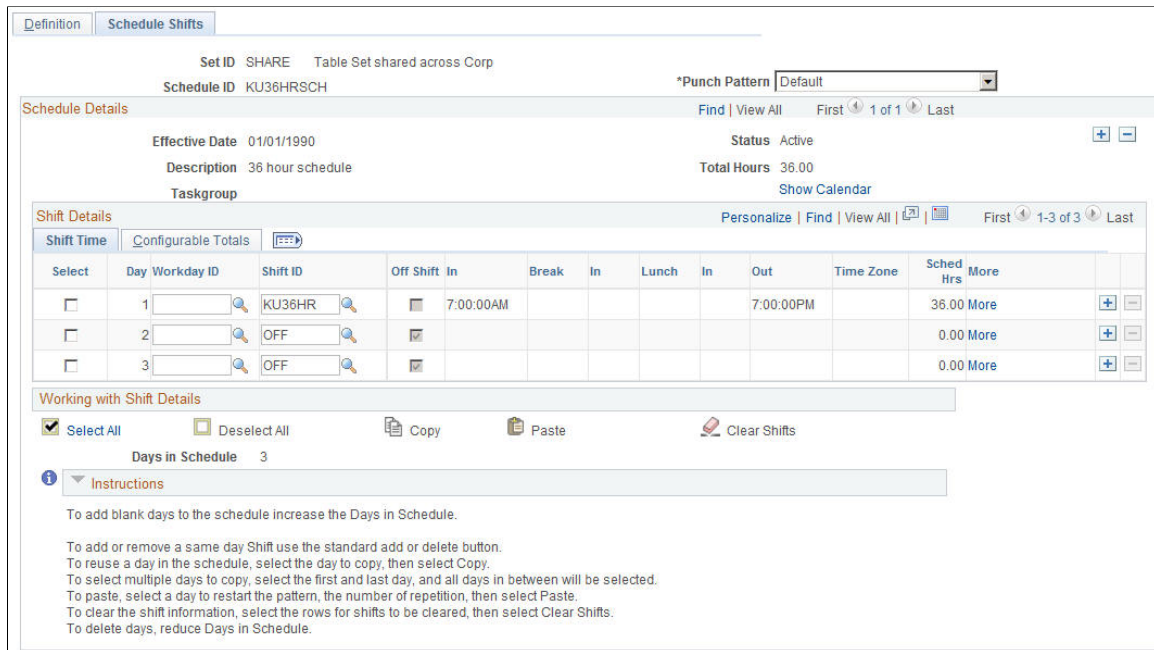 Definition Schedule Shifts
Set ID SHARE Table Set shared across Corp
Schedule ID KU36HRSCH *Punch Pattern Default
Schedule Details Find | View All First 1 of 1 Last
Effective Date 01/01/1990 Status Active
Description 36 hour schedule Total Hours 36.00
Taskgroup Show Calendar
Shift Details Personalize | Find | View All | | First 1-3 of 3 Last
Shift Time Configurable Totals
Select Day Workday ID Shift ID Off Shift In Break In Lunch In Out Time Zone Sched Hrs More
1 KU36HR 7:00:00AM 7:00:00PM 36.00 More
2 OFF 0.00 More
3 OFF 0.00 More
Working with Shift Details
Select All Deselect All Copy Paste Clear Shifts
Days in Schedule 3
Instructions
To add blank days to the schedule increase the Days in Schedule.
To add or remove a same day Shift use the standard add or delete button.
To reuse a day in the schedule, select the day to copy, then select Copy.
To select multiple days to copy, select the first and last day, and all days in between will be selected.
To paste, select a day to restart the pattern, the number of repetition, then select Paste.
To clear the shift information, select the rows for shifts to be cleared, then select Clear Shifts.
To delete days, reduce Days in Schedule.